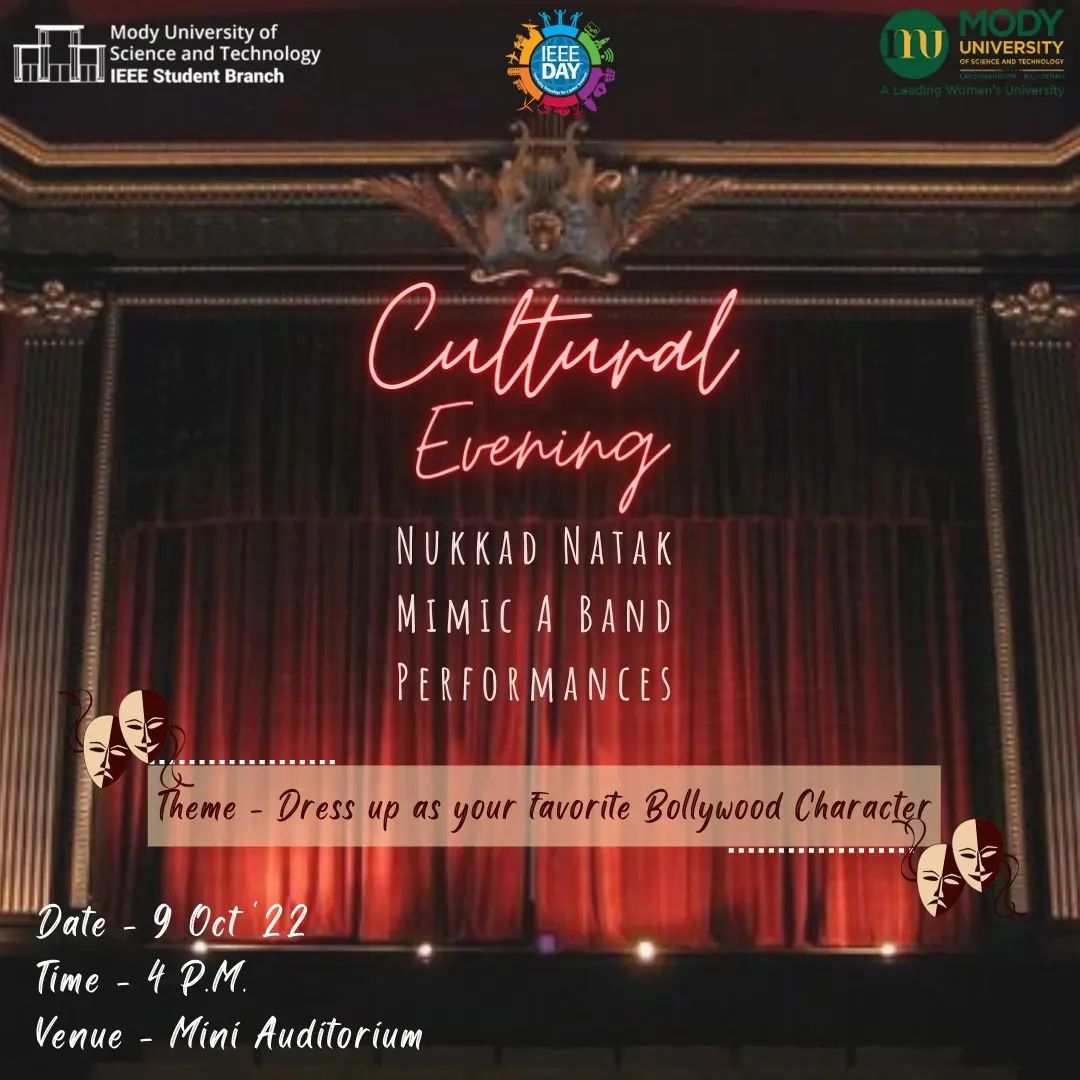 Mody University of
Science and Technology
IEEE Student Branch
IEEE
DAY
MODY
UNIVERSITY
OF SCIENCE AND TECHNOLOGY
A Leading Women's University
Cultural
Evening
NUKKAD NATAK
MIMIC A BAND
PERFORMANCES
Theme - Dress up as your Favorite Bollywood Character
Date - 9 Oct '22
Time - 4 P.M.
Venue - Mini Auditorium